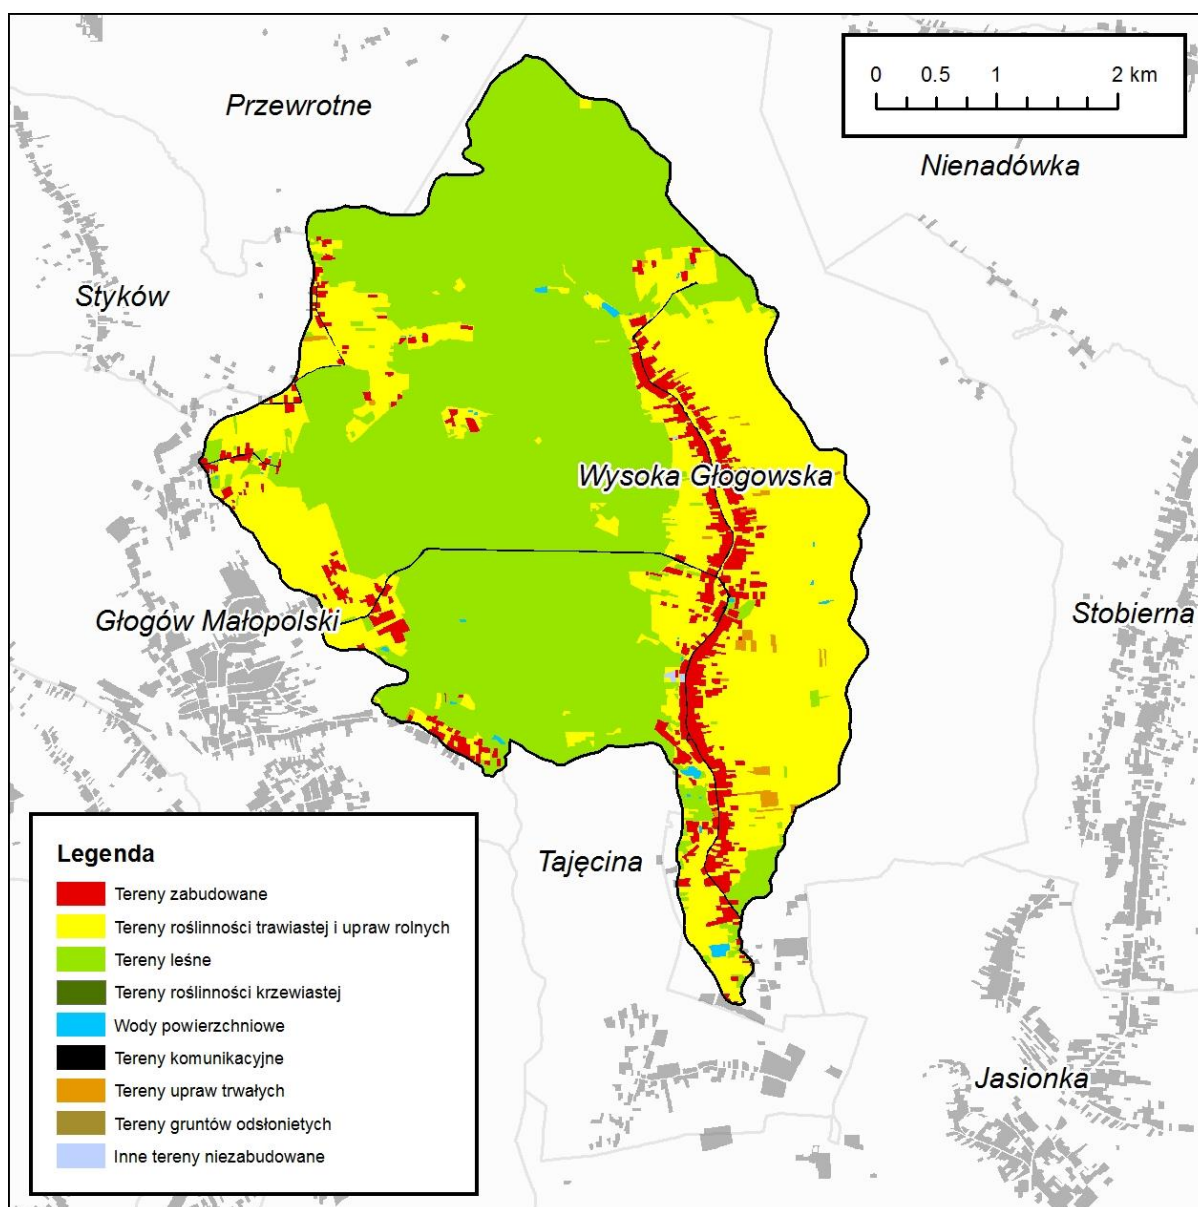 0 0.5 1 2 km
Przewrotne
Nienadówka
Styków
Wysoka Głogowska
Głogów Małopolski
Stobierna
Tajęcina
Jasionka
Legenda
Tereny zabudowane
Tereny roślinności trawiastej i upraw rolnych
Tereny leśne
Tereny roślinności krzewiastej
Wody powierzchniowe
Tereny komunikacyjne
Tereny upraw trwałych
Tereny gruntów odsłonietych
Inne tereny niezabudowane